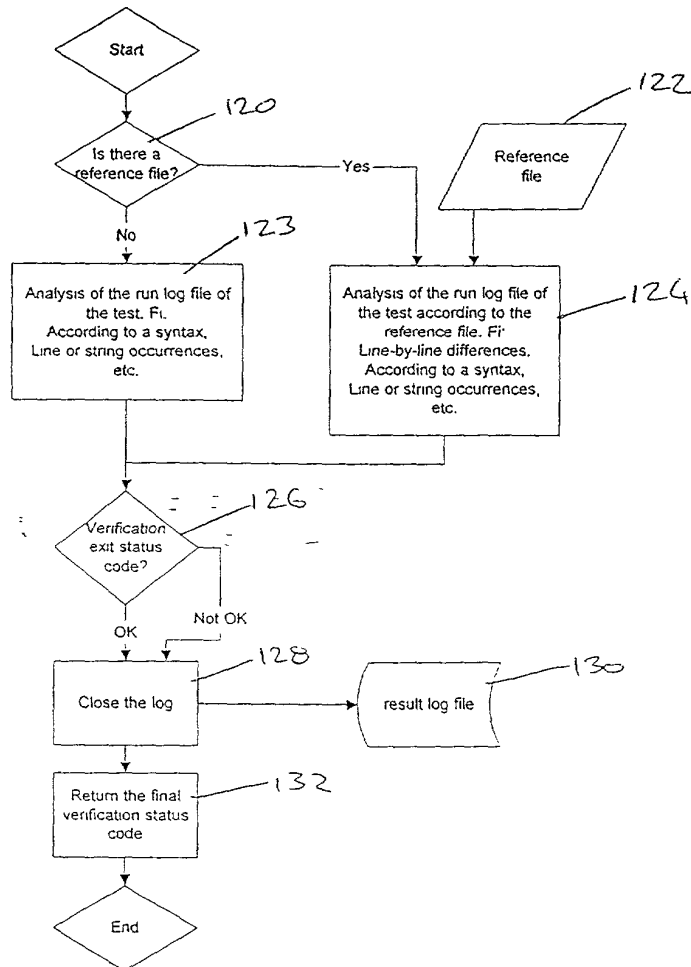 Start
120
Is there a
reference file?
122
Reference
file
Yes
No
123
Analysis of the run log file of
the test. Fi.
According to a syntax,
Line or string occurrences,
etc.
124
Analysis of the run log file of
the test according to the
reference file. Fi
Line-by-line differences.
According to a syntax,
Line or string occurrences,
etc.
126
Verification
exit status
code?
OK
Not OK
128
Close the log
130
result log file
132
Return the final
verification status
code
End